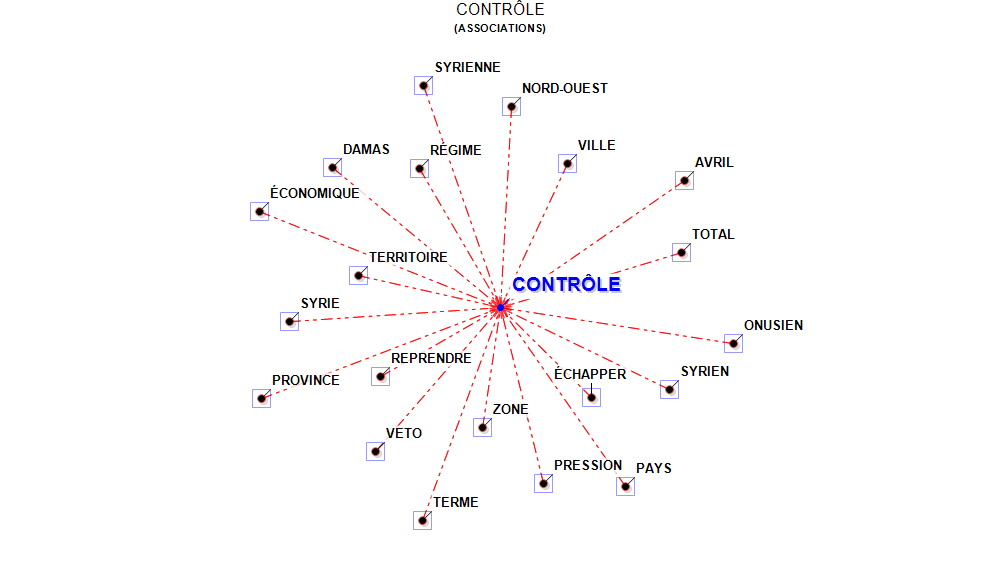 CONTRÔLE
(ASSOCIATIONS)
SYRIENNE
NORD-OUEST
DAMAS
RÉGIME
VILLE
AVRIL
ÉCONOMIQUE
TOTAL
TERRITOIRE
CONTRÔLE
SYRIE
ONUSIEN
REPRENDRE
ÉCHAPPER
SYRIEN
PROVINCE
ZONE
VETO
PRESSION
PAYS
TERME